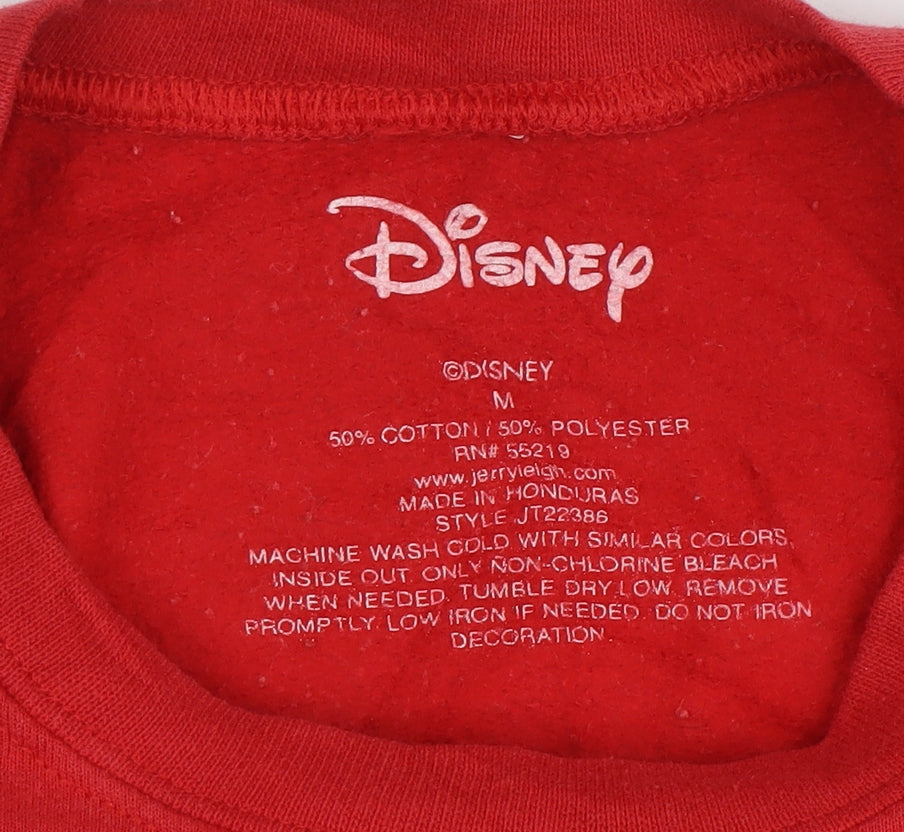 Disney
©DISNEY
M
50% COTTON / 50% POLYESTER
RN# 55219
www.jerryleigh.com
MADE IN HONDURAS
STYLE JT22386
MACHINE WASH COLD WITH SIMILAR COLORS,
INSIDE OUT. ONLY NON-CHLORINE BLEACH
WHEN NEEDED. TUMBLE DRY LOW. REMOVE
PROMPTLY. LOW IRON IF NEEDED. DO NOT IRON
DECORATION.